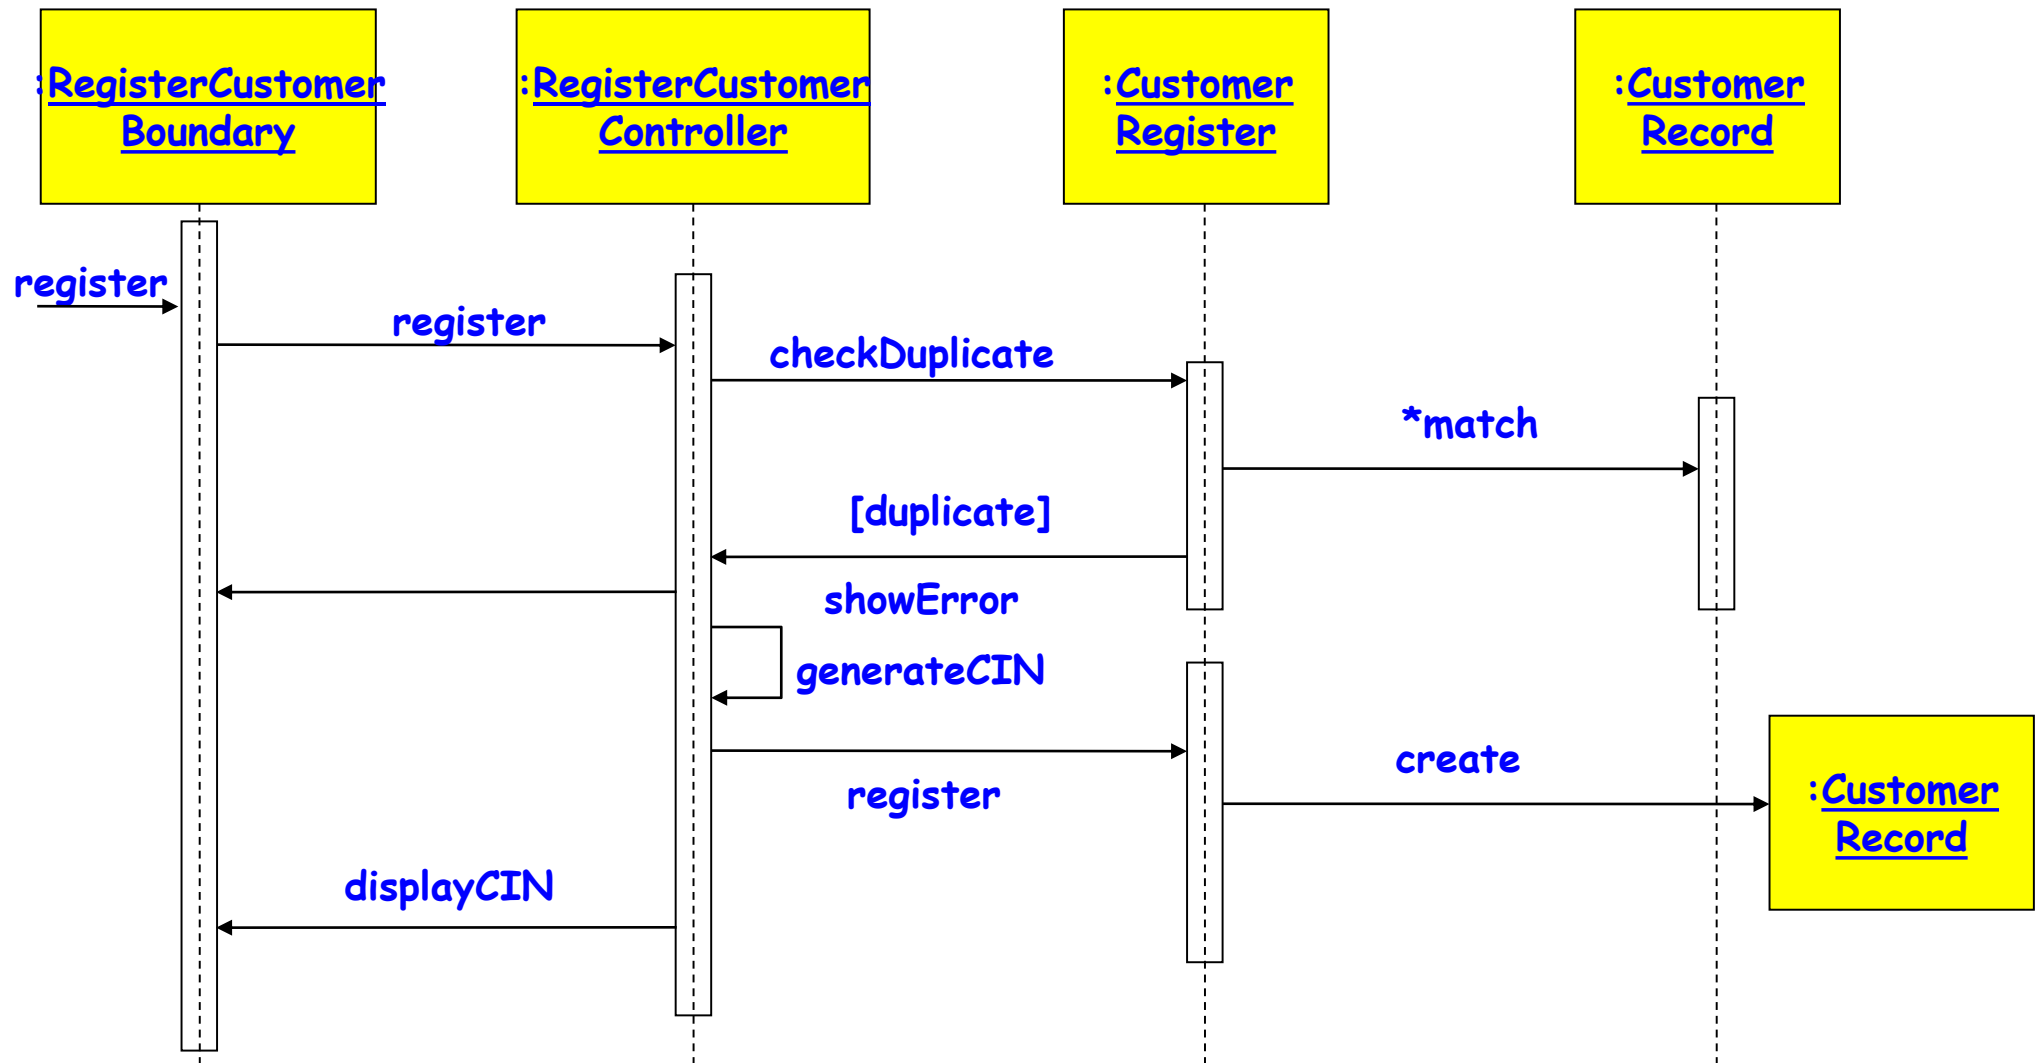 :RegisterCustomer
Boundary
:RegisterCustomer
Controller
:Customer
Register
:Customer
Record
register
register
checkDuplicate
*match
[duplicate]
showError
generateCIN
register
create
:Customer
Record
displayCIN